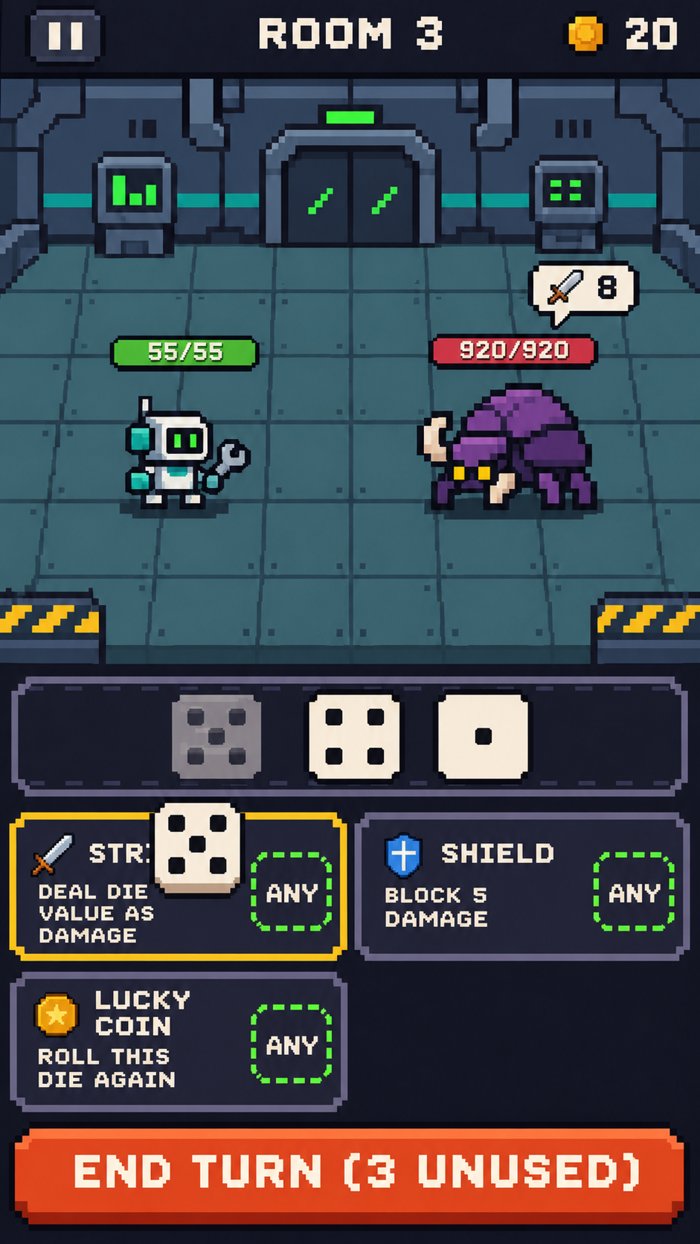 ROOM 3
20
8
55/55
920/920
DEAL DIE
VALUE AS
DAMAGE
ANY
SHIELD
BLOCK 5
DAMAGE
ANY
LUCKY
COIN
ROLL THIS
DIE AGAIN
ANY
END TURN (3 UNUSED)